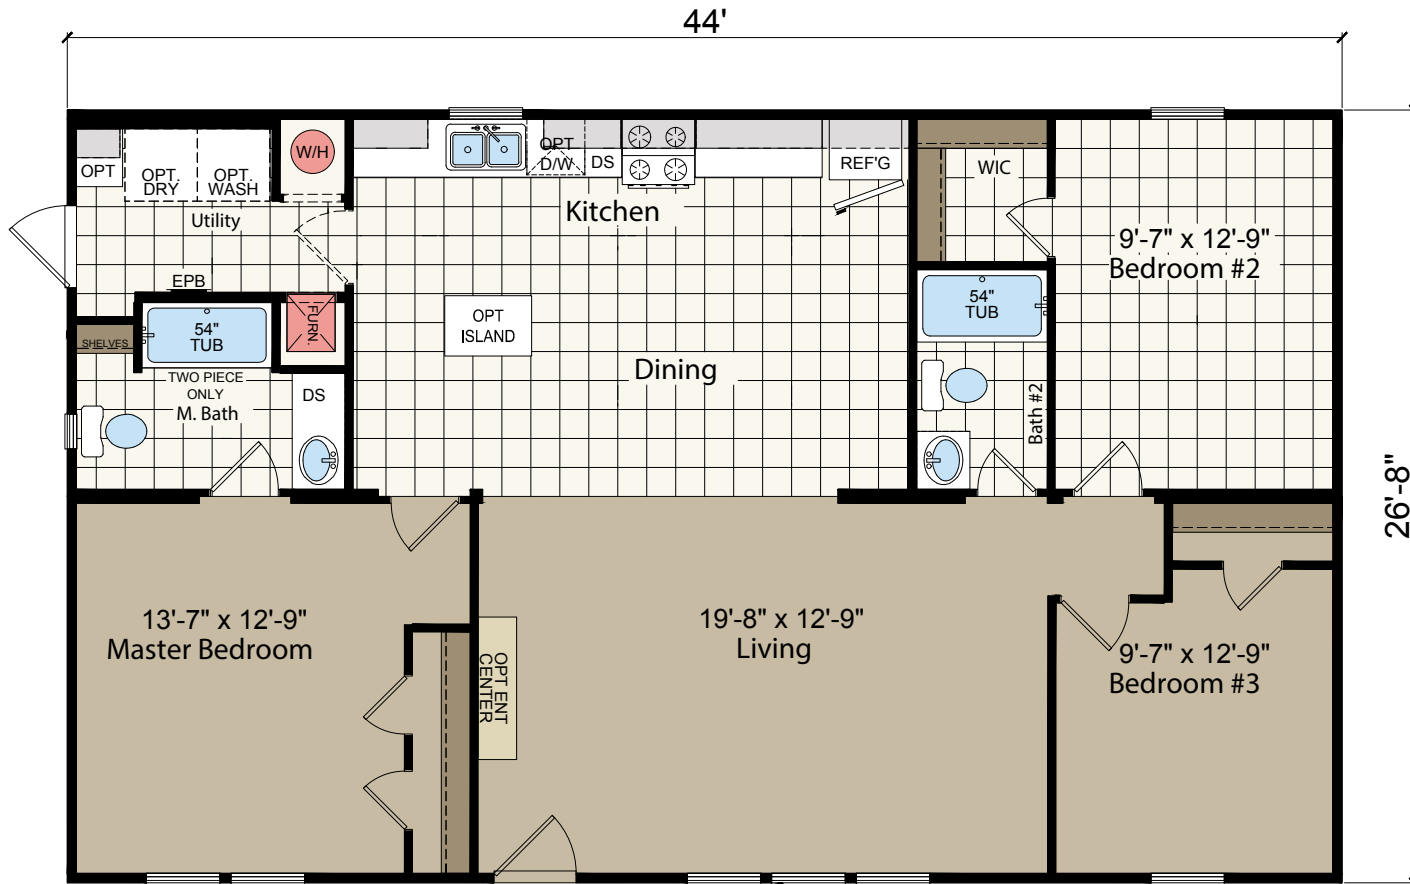 44'
26'-8"
OPT
OPT.
DRY
OPT.
WASH
W/H
Utility
EPB
FURN.
SHELVES
54"
TUB
TWO PIECE
ONLY
M. Bath
DS
OPT
D/W
DS
REF'G
Kitchen
OPT
ISLAND
Dining
WIC
54"
TUB
Bath #2
9'-7" x 12'-9"
Bedroom #2
13'-7" x 12'-9"
Master Bedroom
OPT ENT
CENTER
19'-8" x 12'-9"
Living
9'-7" x 12'-9"
Bedroom #3